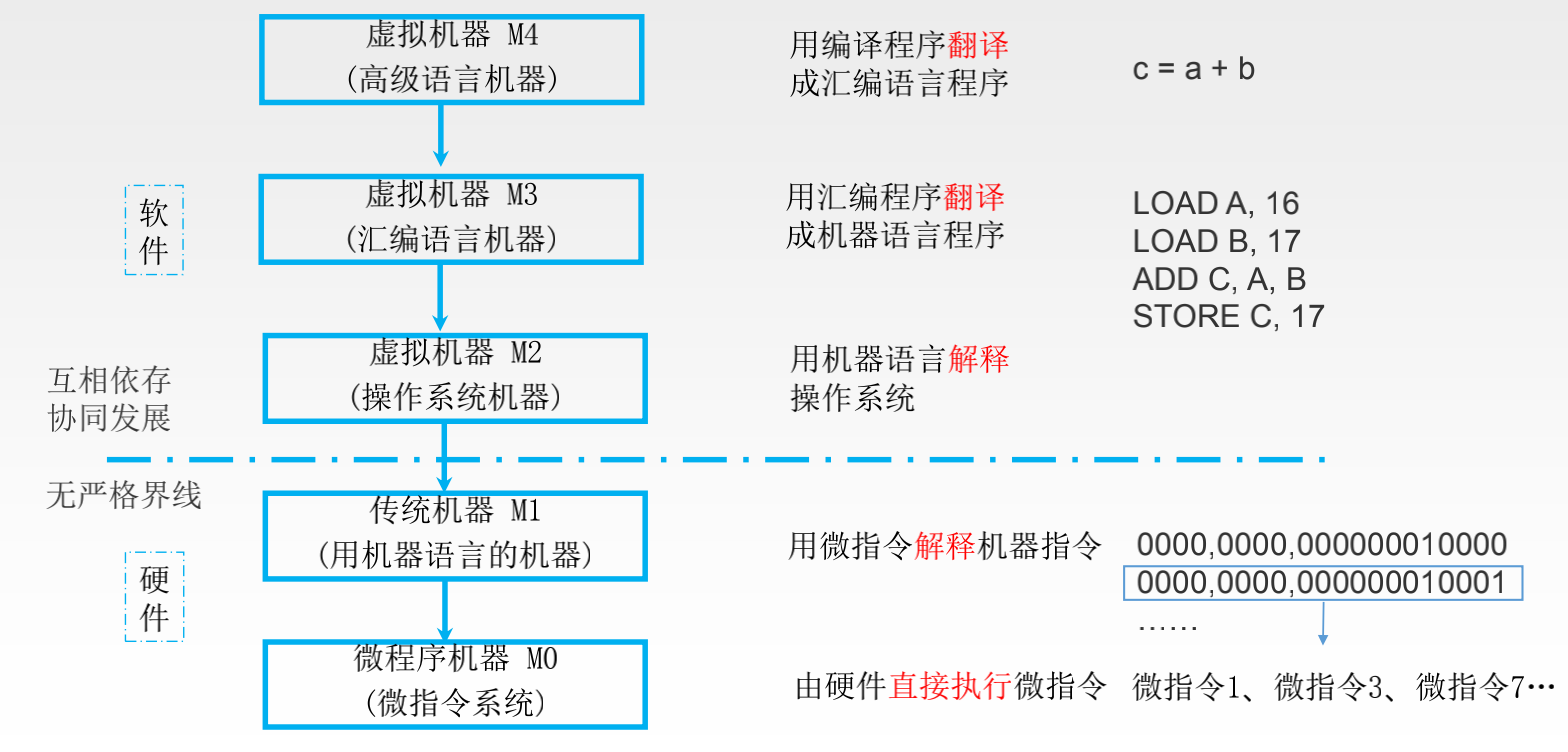 虚拟机器 M4
(高级语言机器)
用编译程序翻译
成汇编语言程序
c = a + b
软
件
虚拟机器 M3
(汇编语言机器)
用汇编程序翻译
成机器语言程序
LOAD A, 16
LOAD B, 17
ADD C, A, B
STORE C, 17
虚拟机器 M2
(操作系统机器)
用机器语言解释
操作系统
互相依存
协同发展
无严格界线
传统机器 M1
(用机器语言的机器)
用微指令解释机器指令
0000,0000,000000010000
0000,0000,000000010001
……
硬
件
微程序机器 M0
(微指令系统)
由硬件直接执行微指令
微指令1、微指令3、微指令7…